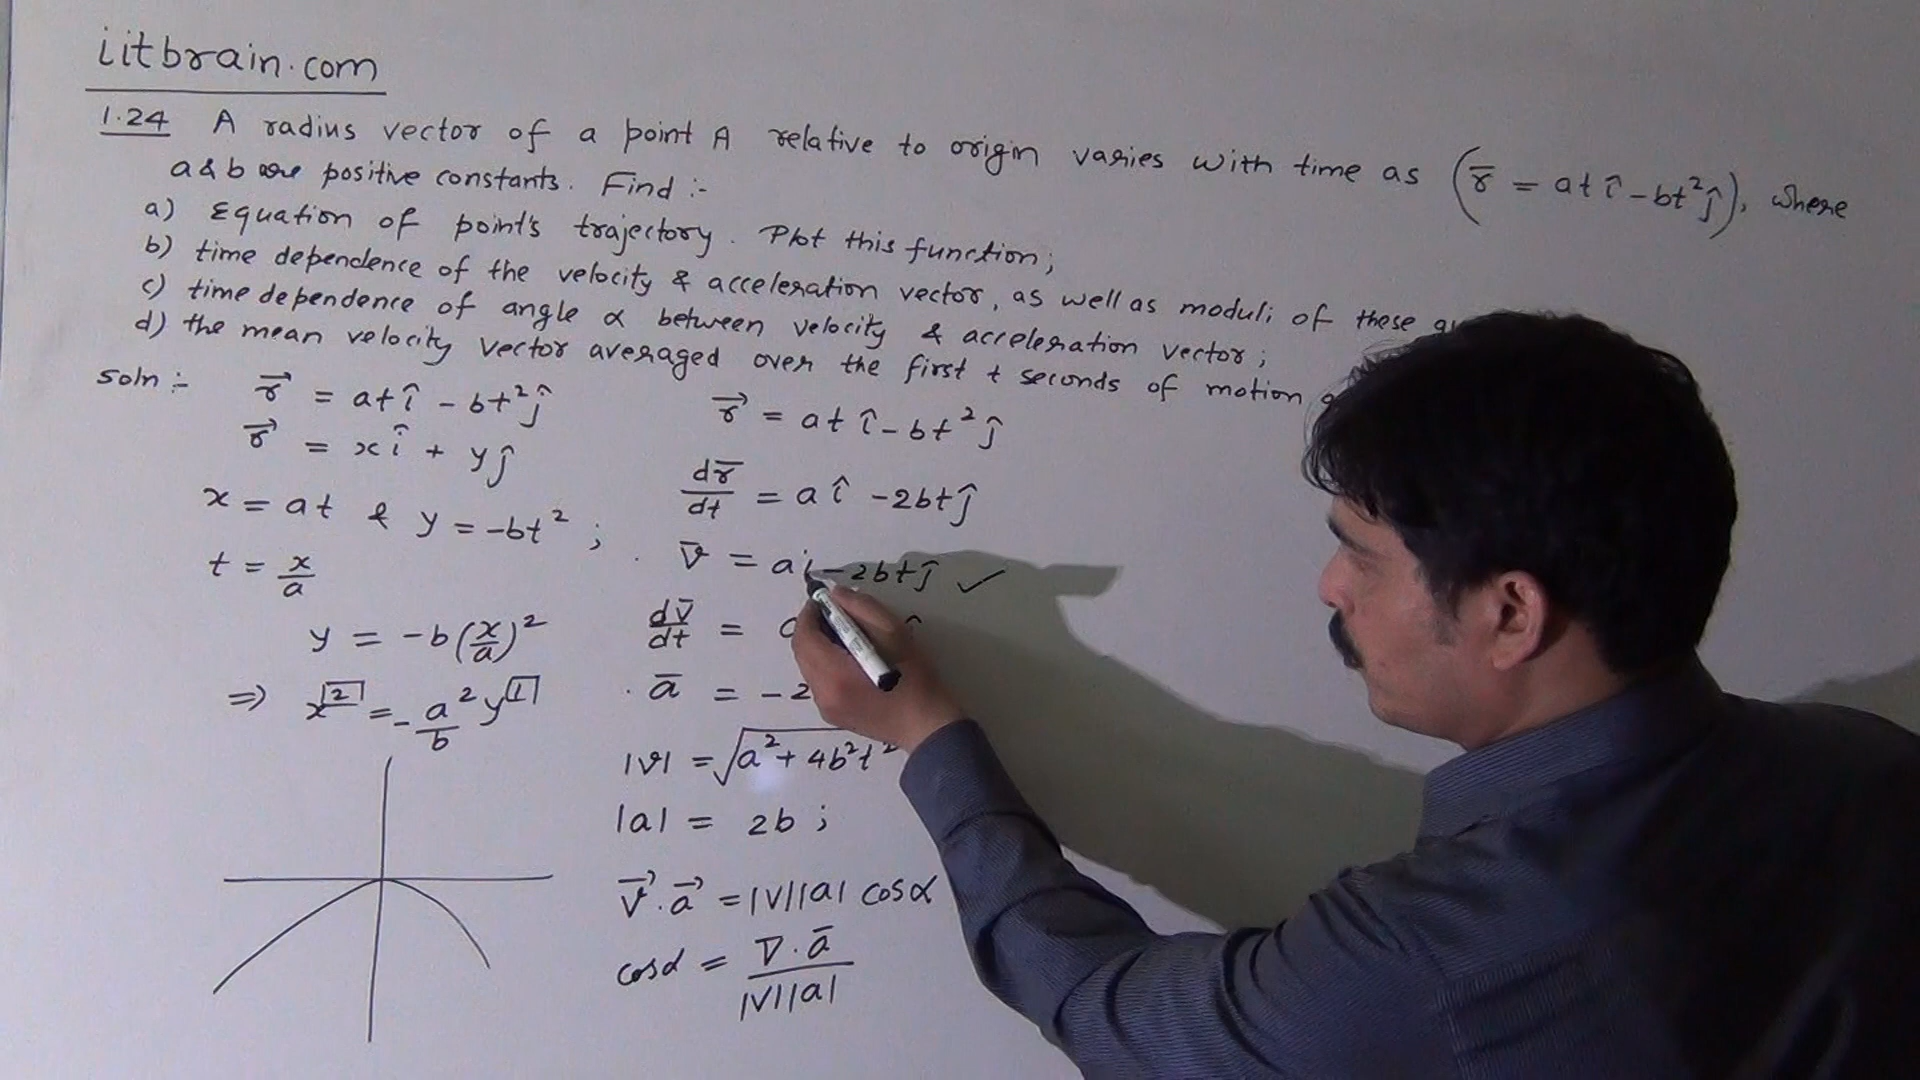 iitbrain.com
1.24 A radius vector of a point A relative to origin varies with time as (r̅ = at î - bt² ĵ), where
a & b are positive constants. Find :-
a) Equation of point's trajectory. Plot this function;
b) time dependence of the velocity & acceleration vector, as well as moduli of these
c) time dependence of angle α between velocity & acceleration vector;
d) the mean velocity vector averaged over the first t seconds of motion
Soln :-
r⃗ = at î - bt² ĵ
r⃗ = x î + y ĵ
x = at & y = -bt² ;
t = x/a
y = -b(x/a)²
⇒ x² = -a²/b y¹
r⃗ = at î - bt² ĵ
dr̅/dt = a î - 2bt ĵ
v̅ = ai - 2bt ĵ ✓
dv̅/dt =
a̅ = -2
|v| = √a² + 4b²t²
|a| = 2b ;
v⃗ . a⃗ = |v||a| cosα
cosα = v̅ . a̅ / |v||a|